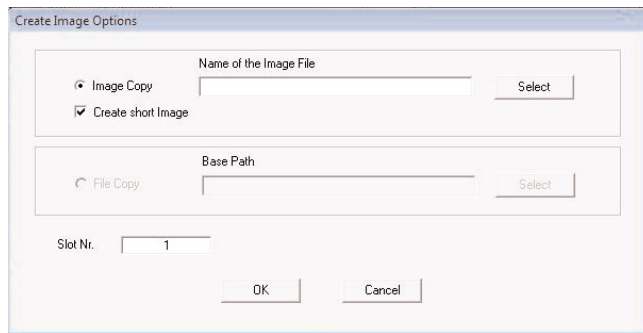 Create Image Options
Name of the Image File
Image Copy
Select
Create short Image
Base Path
File Copy
Select
Slot Nr.
1
OK
Cancel